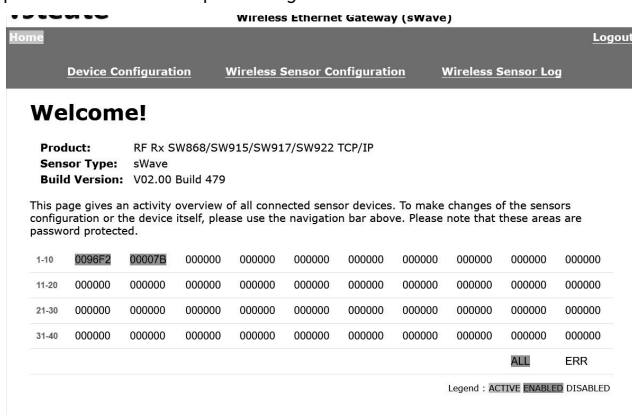 Wireless Ethernet Gateway (sWave)
Home Logout
Device Configuration Wireless Sensor Configuration Wireless Sensor Log
Welcome!
Product: RF Rx SW868/SW915/SW917/SW922 TCP/IP
Sensor Type: sWave
Build Version: V02.00 Build 479
This page gives an activity overview of all connected sensor devices. To make changes of the sensors
configuration or the device itself, please use the navigation bar above. Please note that these areas are
password protected.
1-10 0096F2 00007B 000000 000000 000000 000000 000000 000000 000000 000000
11-20 000000 000000 000000 000000 000000 000000 000000 000000 000000 000000
21-30 000000 000000 000000 000000 000000 000000 000000 000000 000000 000000
31-40 000000 000000 000000 000000 000000 000000 000000 000000 000000 000000
ALL ERR
Legend : ACTIVE ENABLED DISABLED